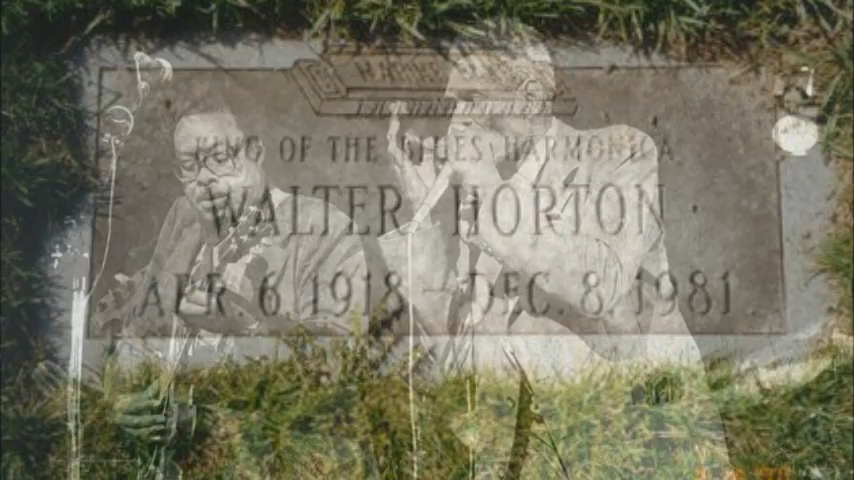 KING OF THE BLUES HARMONICA
WALTER HORTON
APR. 6, 1918 - DEC. 8, 1981